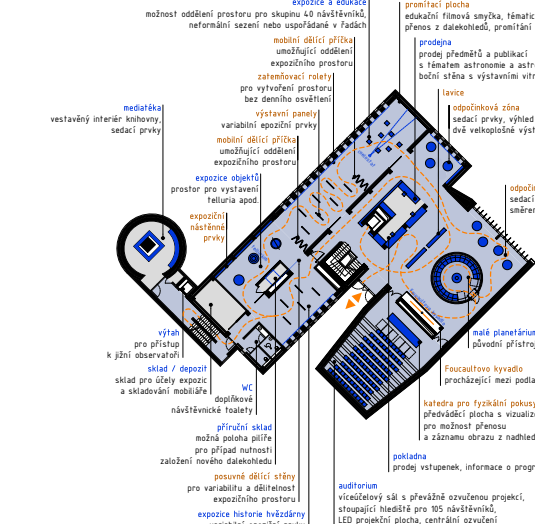 expozice a edukace
možnost oddělení prostoru pro skupinu 40 návštěvníků,
neformální sezení nebo uspořádané v řadách
mobilní dělící příčka
umožňující oddělení
expozičního prostoru
zatemňovací rolety
pro vytvoření prostoru
bez denního osvětlení
výstavní panely
variabilní epoziční prvky
mobilní dělící příčka
umožňující oddělení
expozičního prostoru
expozice objektů
prostor pro vystavení
telluria apod.
expoziční
nástěnné
prvky
mediatéka
vestavěný interiér knihovny,
sedací prvky
promítací plocha
edukační filmová smyčka, tématic
přenos z dalekohledů, promítání
prodejna
prodej předmětů a publikací
s tématem astronomie a astro
boční stěna s výstavními vitr
lavice
odpočinková zóna
sedací prvky, výhled
dvě velkoplošné výst
odpočin
sedací
směrem
výtah
pro přístup
k jižní observatoři
sklad / depozit
sklad pro účely expozic
a skladování mobiliáře
WC
doplňkové
návštěvnické toalety
příruční sklad
možná poloha pilíře
pro případ nutnosti
založení nového dalekohledu
posuvné dělící stěny
pro variabilitu a dělitelnost
expozičního prostoru
expozice historie hvězdárny
variabilní epoziční prvky
malé planetárium
původní přístroj
Foucaultovo kyvadlo
procházející mezi podla
katedra pro fyzikální pokusy
předváděcí plocha s vizualiz
pro možnost přenosu
a záznamu obrazu z nadhled
pokladna
prodej vstupenek, informace o progr
auditorium
víceúčelový sál s převážně ozvučenou projekcí,
stoupající hlediště pro 105 návštěvníků,
LED projekční plocha, centrální ozvučení